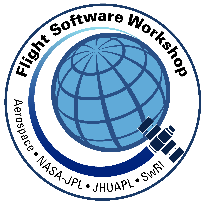 Flight Software Workshop
Aerospace • NASA-JPL • JHUAPL • SwRI